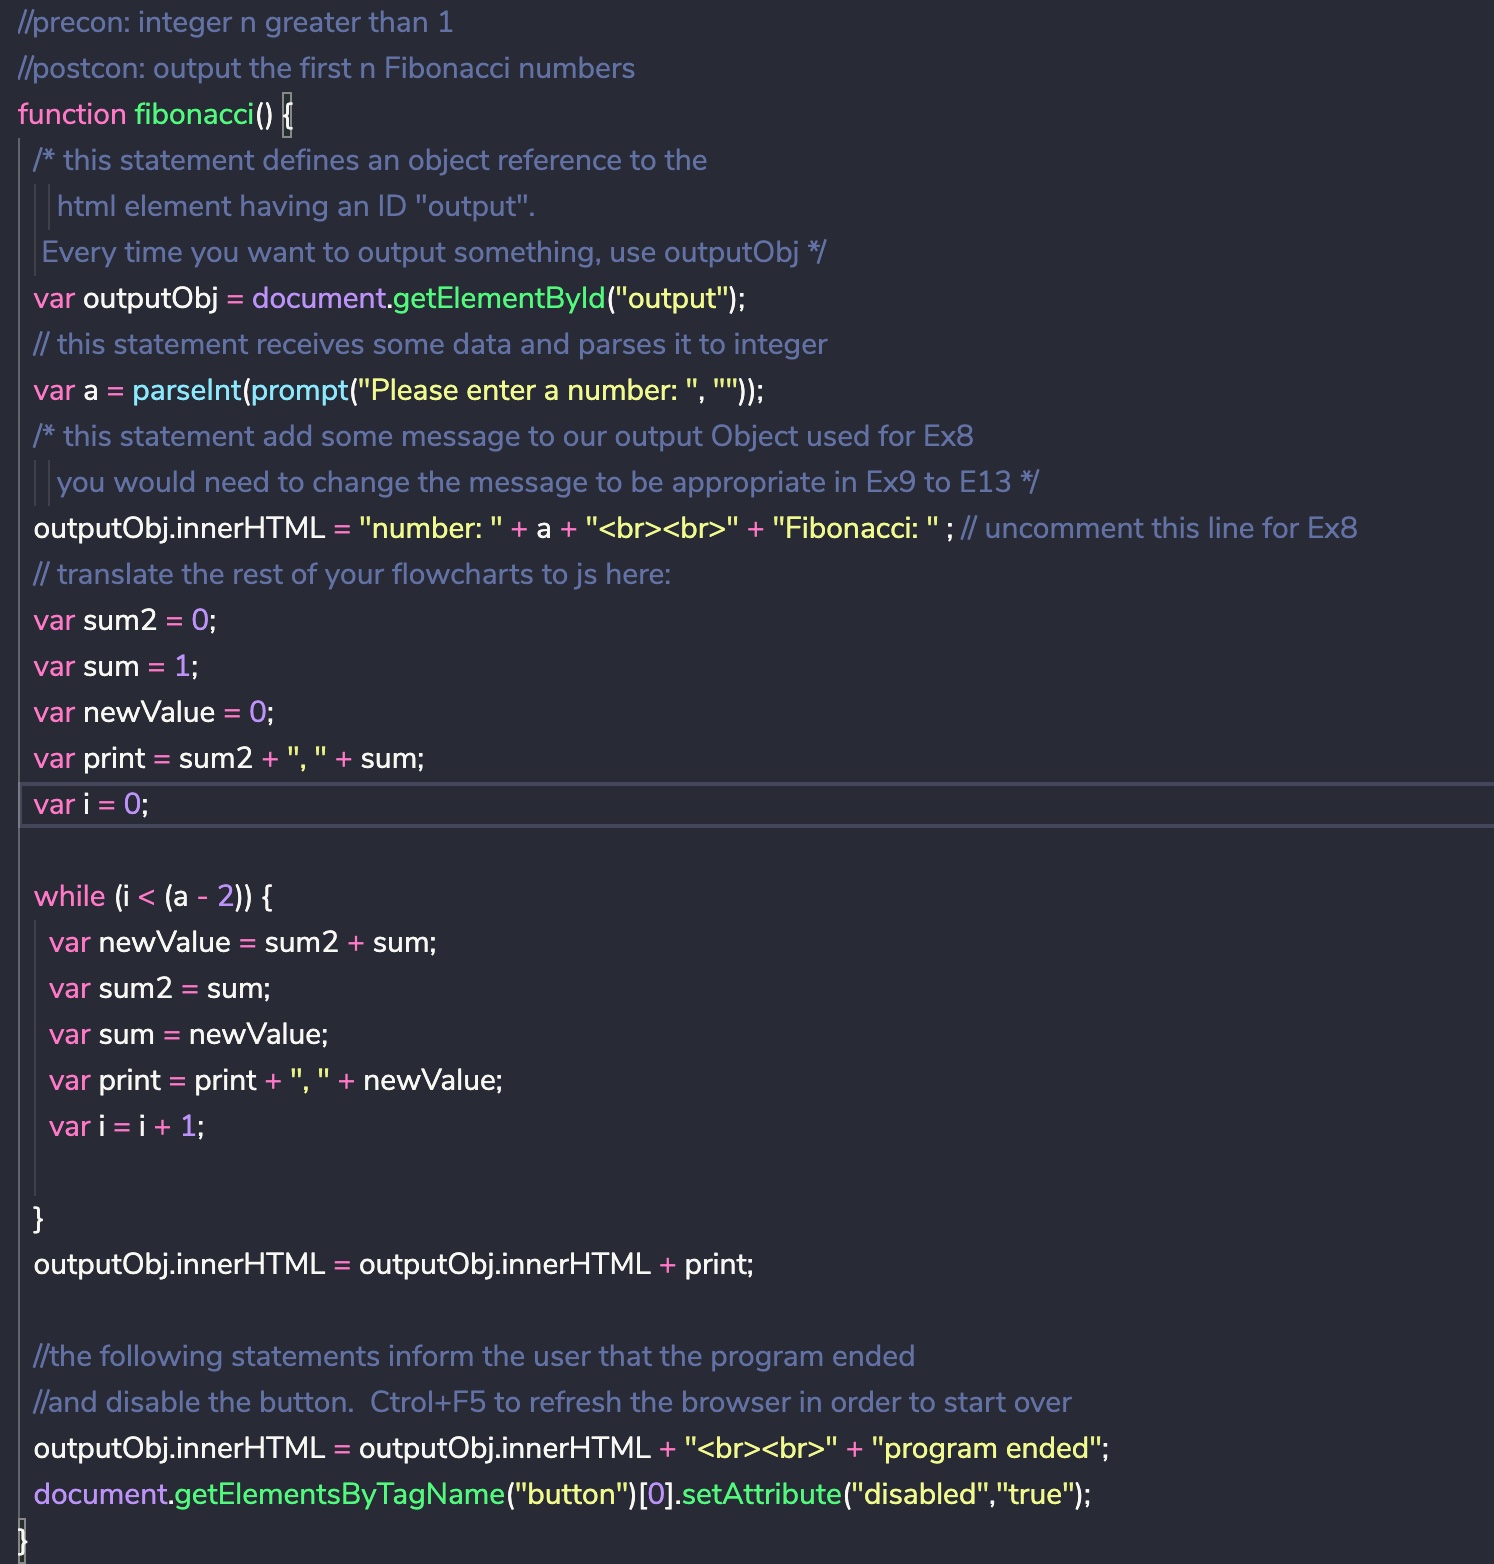 //precon: integer n greater than 1
//postcon: output the first n Fibonacci numbers
function fibonacci() {
/* this statement defines an object reference to the
html element having an ID "output".
Every time you want to output something, use outputObj */
var outputObj = document.getElementById("output");
// this statement receives some data and parses it to integer
var a = parseInt(prompt("Please enter a number: ", ""));
/* this statement add some message to our output Object used for Ex8
you would need to change the message to be appropriate in Ex9 to E13 */
outputObj.innerHTML = "number: " + a + "<br><br>" + "Fibonacci: " ; // uncomment this line for Ex8
// translate the rest of your flowcharts to js here:
var sum2 = 0;
var sum = 1;
var newValue = 0;
var print = sum2 + ", " + sum;
var i = 0;
while (i < (a - 2)) {
var newValue = sum2 + sum;
var sum2 = sum;
var sum = newValue;
var print = print + ", " + newValue;
var i = i + 1;
}
outputObj.innerHTML = outputObj.innerHTML + print;
//the following statements inform the user that the program ended
//and disable the button.  Ctrol+F5 to refresh the browser in order to start over
outputObj.innerHTML = outputObj.innerHTML + "<br><br>" + "program ended";
document.getElementsByTagName("button")[0].setAttribute("disabled","true");
}